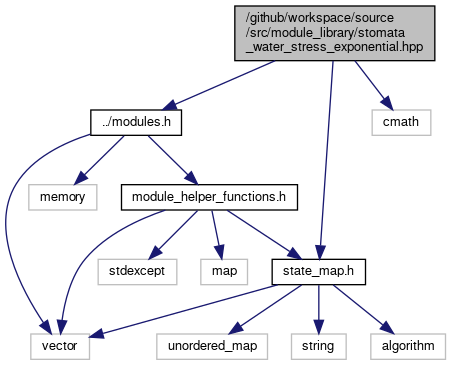 /github/workspace/source
/src/module_library/stomata
_water_stress_exponential.hpp
../modules.h
cmath
memory
module_helper_functions.h
stdexcept
map
state_map.h
vector
unordered_map
string
algorithm